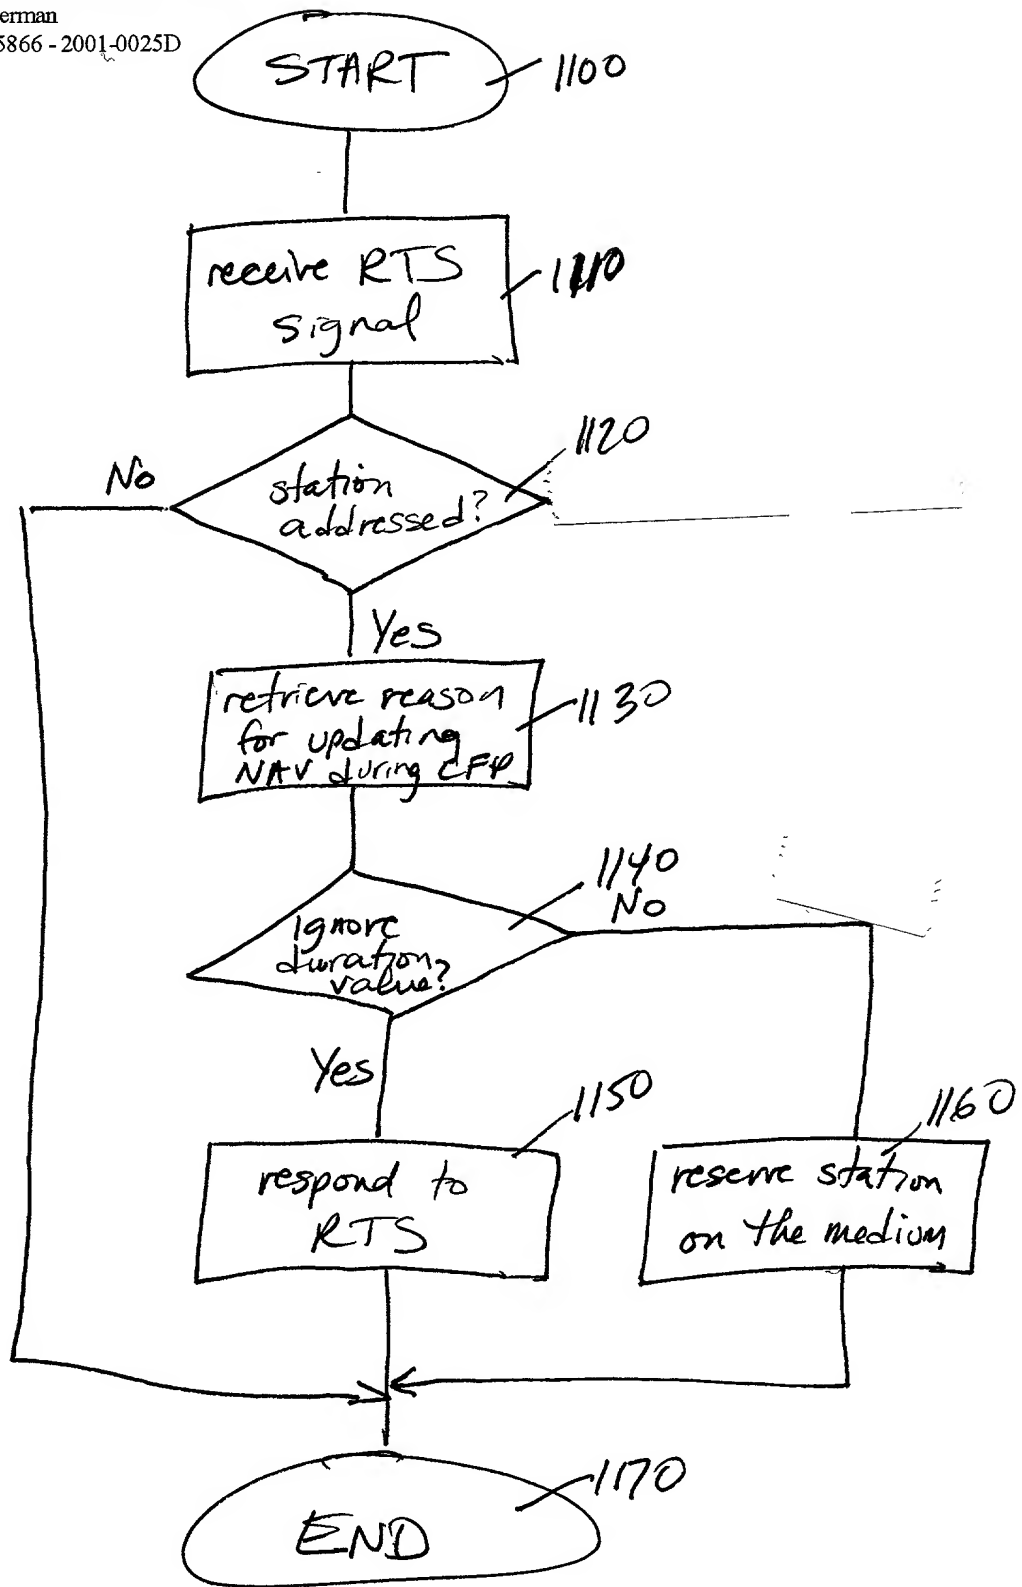 erman
5866 - 2001-0025D
START
1100
receive RTS
signal
1110
1120
No
station
addressed?
Yes
retrieve reason
for updating
NAV during CFP
1130
1140
No
Ignore
duration
value?
Yes
1150
respond to
RTS
1160
reserve station
on the medium
1170
END